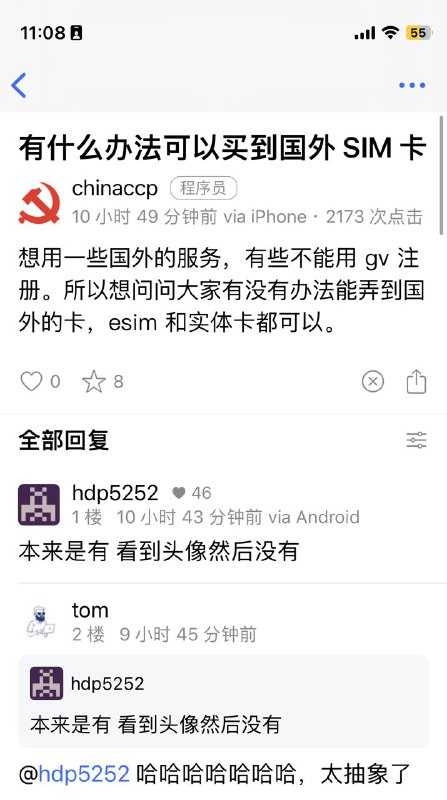 11:08
55
有什么办法可以买到国外 SIM 卡
chinaccp 程序员
10 小时 49 分钟前 via iPhone · 2173 次点击
想用一些国外的服务，有些不能用 gv 注
册。所以想问问大家有没有办法能弄到国
外的卡，esim 和实体卡都可以。
0 8
全部回复
hdp5252 46
1 楼 10 小时 43 分钟前 via Android
本来是有 看到头像然后没有
tom
2 楼 9 小时 45 分钟前
hdp5252
本来是有 看到头像然后没有
@hdp5252 哈哈哈哈哈哈哈，太抽象了